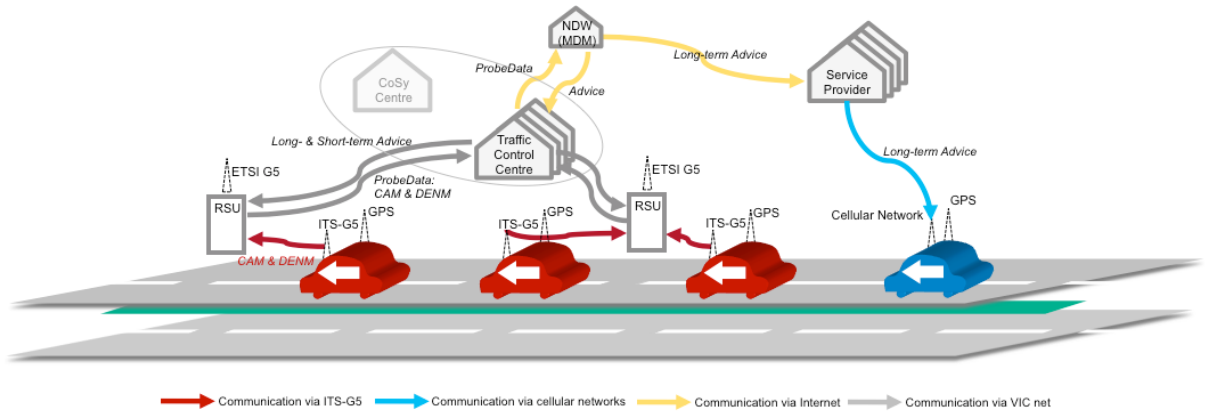 NDW
(MDM)
Long-term Advice
ProbeData
CoSy
Centre
Advice
Service
Provider
Long- & Short-term Advice
Traffic
Control
Centre
Long-term Advice
ETSI G5
ETSI G5
ProbeData:
CAM & DENM
RSU
RSU
GPS
GPS
GPS
GPS
ITS-G5
ITS-G5
ITS-G5
Cellular Network
CAM & DENM
Communication via ITS-G5
Communication via cellular networks
Communication via Internet
Communication via VIC net